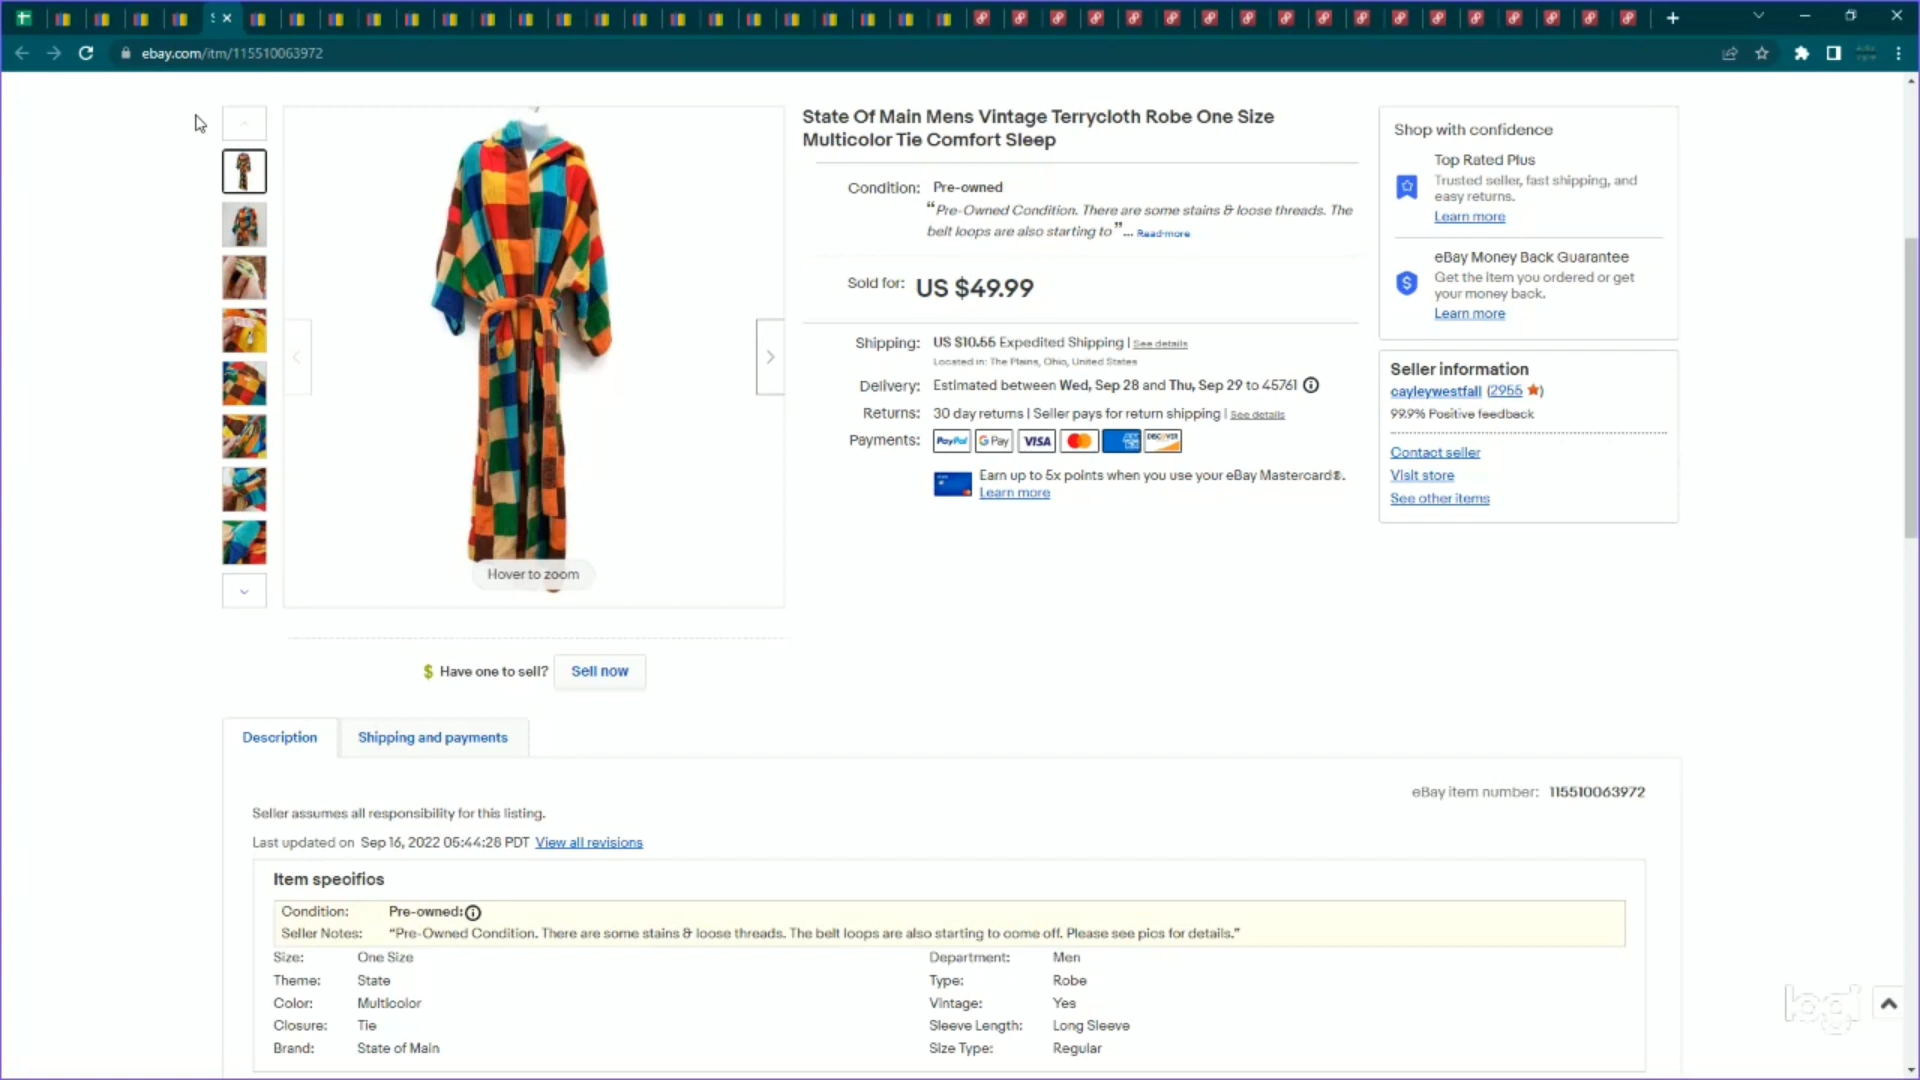 ebay.com/itm/115510063972
State Of Main Mens Vintage Terrycloth Robe One Size
Multicolor Tie Comfort Sleep
Condition: Pre-owned
“Pre-Owned Condition. There are some stains & loose threads. The
belt loops are also starting to”... Read more
Sold for: US $49.99
Shipping: US $10.55 Expedited Shipping | See details
Located in: The Plains, Ohio, United States
Delivery: Estimated between Wed, Sep 28 and Thu, Sep 29 to 45761
Returns: 30 day returns | Seller pays for return shipping | See details
Payments: PayPal G Pay VISA DISCOVER
Earn up to 5x points when you use your eBay Mastercard®.
Learn more
Shop with confidence
Top Rated Plus
Trusted seller, fast shipping, and
easy returns.
Learn more
eBay Money Back Guarantee
Get the item you ordered or get
your money back.
Learn more
Seller information
cayleywestfall (2955)
99.9% Positive feedback
Contact seller
Visit store
See other items
Hover to zoom
$ Have one to sell? Sell now
Description
Shipping and payments
eBay item number: 115510063972
Seller assumes all responsibility for this listing.
Last updated on Sep 16, 2022 05:44:28 PDT View all revisions
Item specifics
Condition: Pre-owned:
Seller Notes: “Pre-Owned Condition. There are some stains & loose threads. The belt loops are also starting to come off. Please see pics for details.”
Size: One Size
Department: Men
Theme: State
Type: Robe
Color: Multicolor
Vintage: Yes
Closure: Tie
Sleeve Length: Long Sleeve
Brand: State of Main
Size Type: Regular
logi